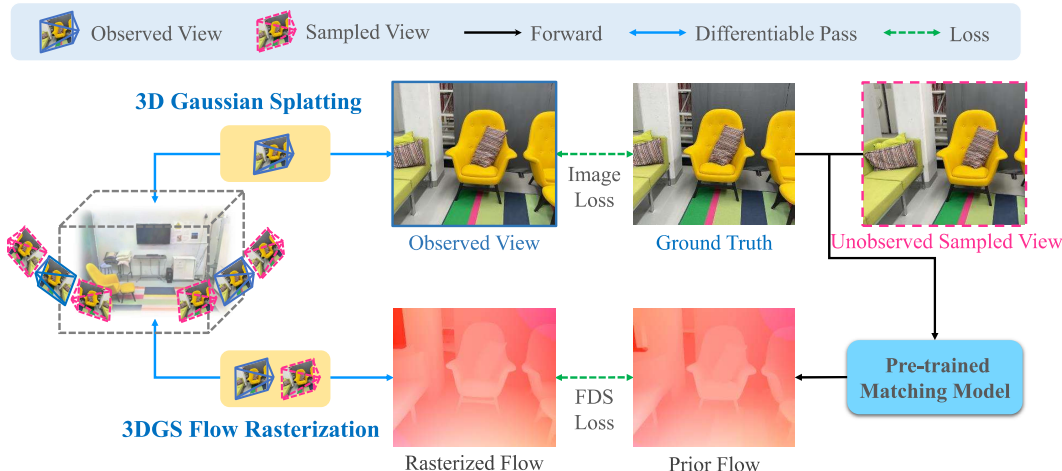 Observed View
Sampled View
Forward
Differentiable Pass
Loss
3D Gaussian Splatting
Image
Loss
Observed View
Ground Truth
Unobserved Sampled View
Pre-trained
Matching Model
FDS
Loss
3DGS Flow Rasterization
Rasterized Flow
Prior Flow